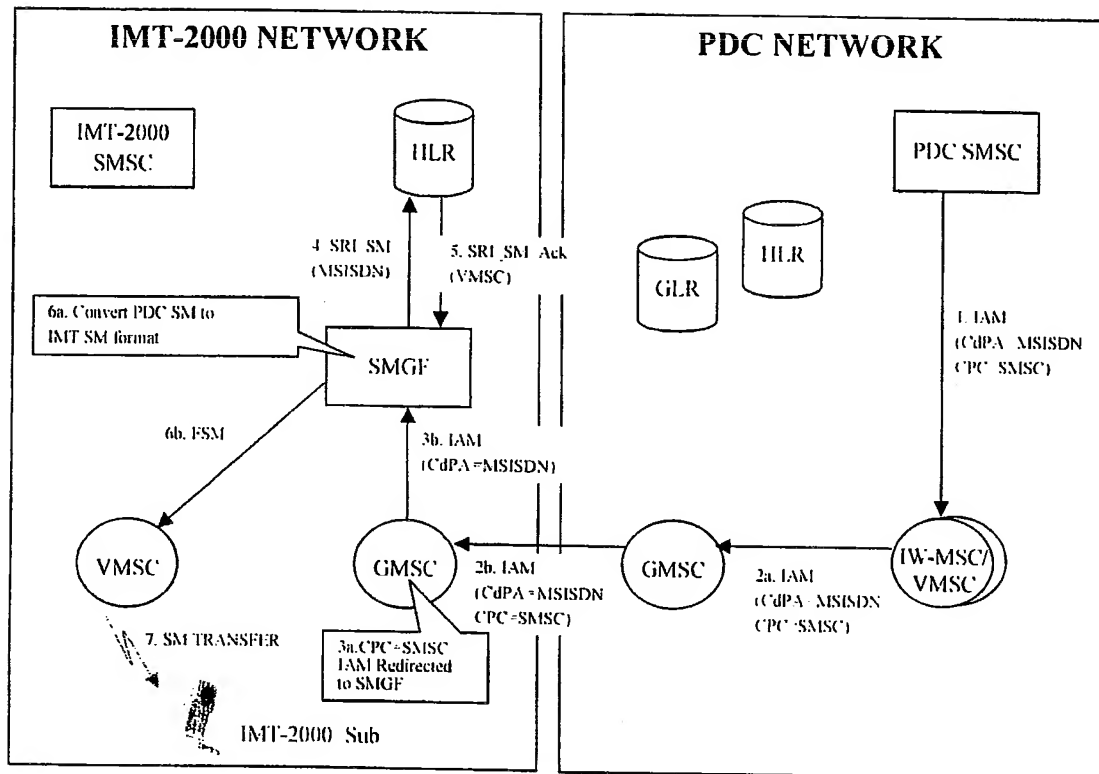 IMT-2000 NETWORK
PDC NETWORK
IMT-2000
SMSC
HLR
PDC SMSC
HLR
GLR
4. SRI_SM
(MSISDN)
5. SRI_SM_Ack
(VMSC)
6a. Convert PDC SM to
IMT SM format
SMGF
1. IAM
(CdPA=MSISDN
CPC=SMSC)
6b. FSM
3b. IAM
(CdPA=MSISDN)
VMSC
GMSC
GMSC
IW-MSC/
VMSC
2b. IAM
(CdPA=MSISDN
CPC=SMSC)
2a. IAM
(CdPA=MSISDN
CPC=SMSC)
7. SM TRANSFER
3a.CPC=SMSC
IAM Redirected
to SMGF
IMT-2000 Sub